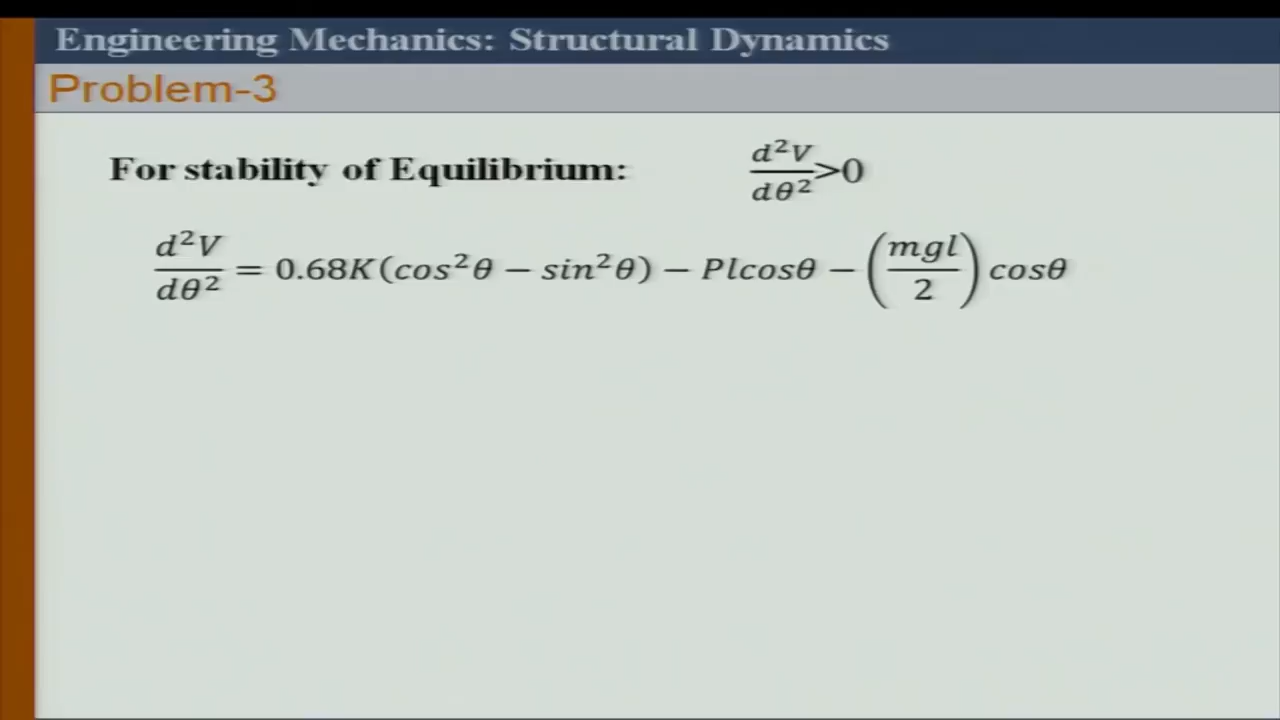 Engineering Mechanics: Structural Dynamics
Problem-3
For stability of Equilibrium: d²V/dθ²>0
d²V/dθ² = 0.68K(cos²θ − sin²θ) − Plcosθ − (mgl/2) cosθ